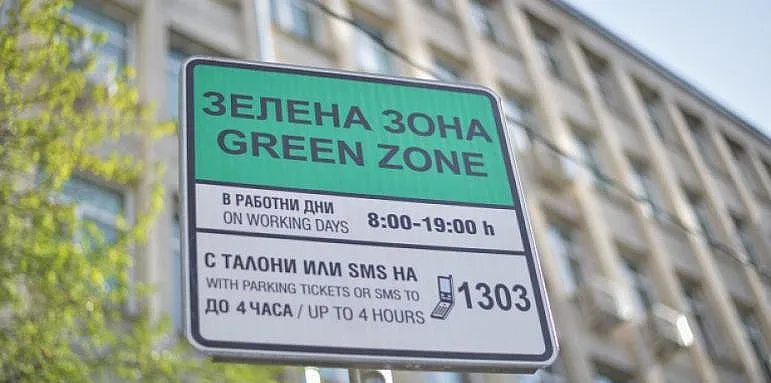 ЗЕЛЕНА ЗОНА
GREEN ZONE
В РАБОТНИ ДНИ
ON WORKING DAYS 8:00-19:00 h
С ТАЛОНИ ИЛИ SMS НА
WITH PARKING TICKETS OR SMS TO 1303
ДО 4 ЧАСА / UP TO 4 HOURS